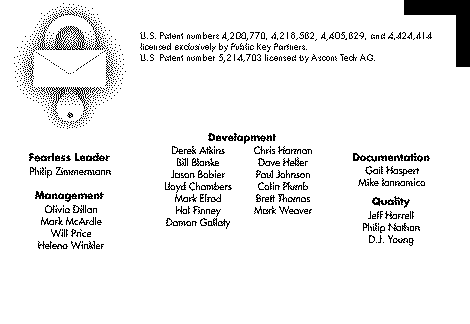 U.S. Patent numbers 4,200,770, 4,218,582, 4,405,829, and 4,424,414
licensed exclusively by Public Key Partners.
U.S. Patent number 5,214,703 licensed by Ascom Tech AG.
Fearless Leader
Philip Zimmermann
Management
Olivia Dillan
Mark McArdle
Will Price
Helena Winkler
Development
Derek Atkins
Bill Blanke
Jason Bobier
Lloyd Chambers
Mark Elrod
Hal Finney
Damon Gallaty
Chris Harmon
Dave Heller
Paul Johnson
Colin Plumb
Brett Thomas
Mark Weaver
Documentation
Gail Haspert
Mike Iannamico
Quality
Jeff Harrell
Philip Nathan
D.J. Young